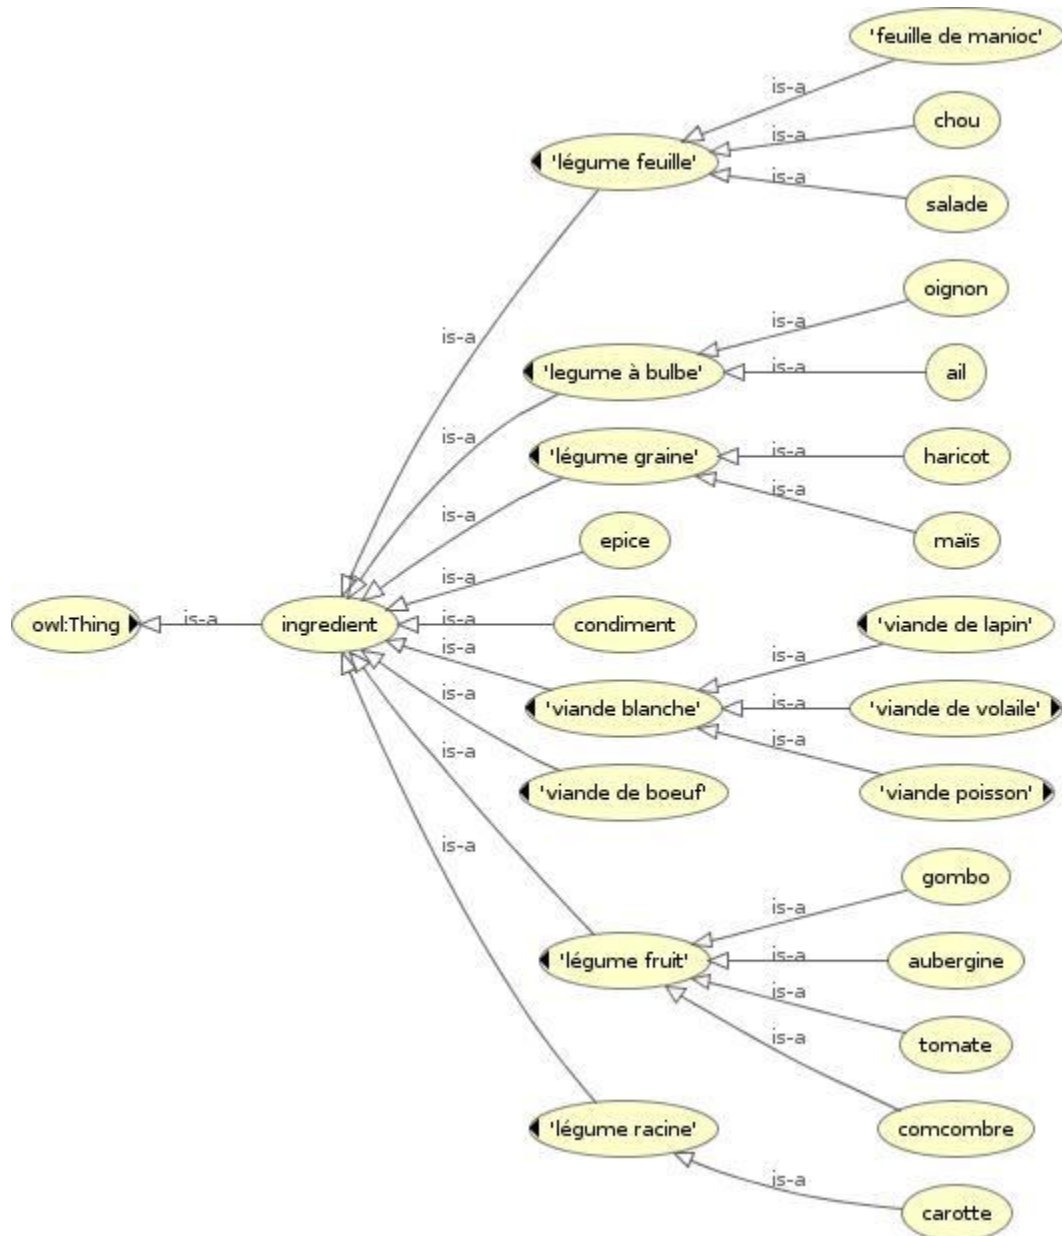 'feuille de manioc'
is-a
chou
is-a
'légume feuille'
is-a
salade
oignon
is-a
is-a
'legume à bulbe'
is-a
ail
is-a
'légume graine'
is-a
haricot
is-a
is-a
epice
maïs
is-a
owl:Thing
is-a
ingredient
is-a
condiment
'viande de lapin'
is-a
is-a
'viande blanche'
is-a
'viande de volaile'
is-a
is-a
is-a
'viande de boeuf'
'viande poisson'
is-a
gombo
is-a
'légume fruit'
is-a
aubergine
is-a
is-a
tomate
'légume racine'
comcombre
is-a
carotte